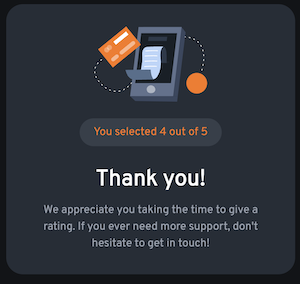 You selected 4 out of 5
Thank you!
We appreciate you taking the time to give a
rating. If you ever need more support, don't
hesitate to get in touch!